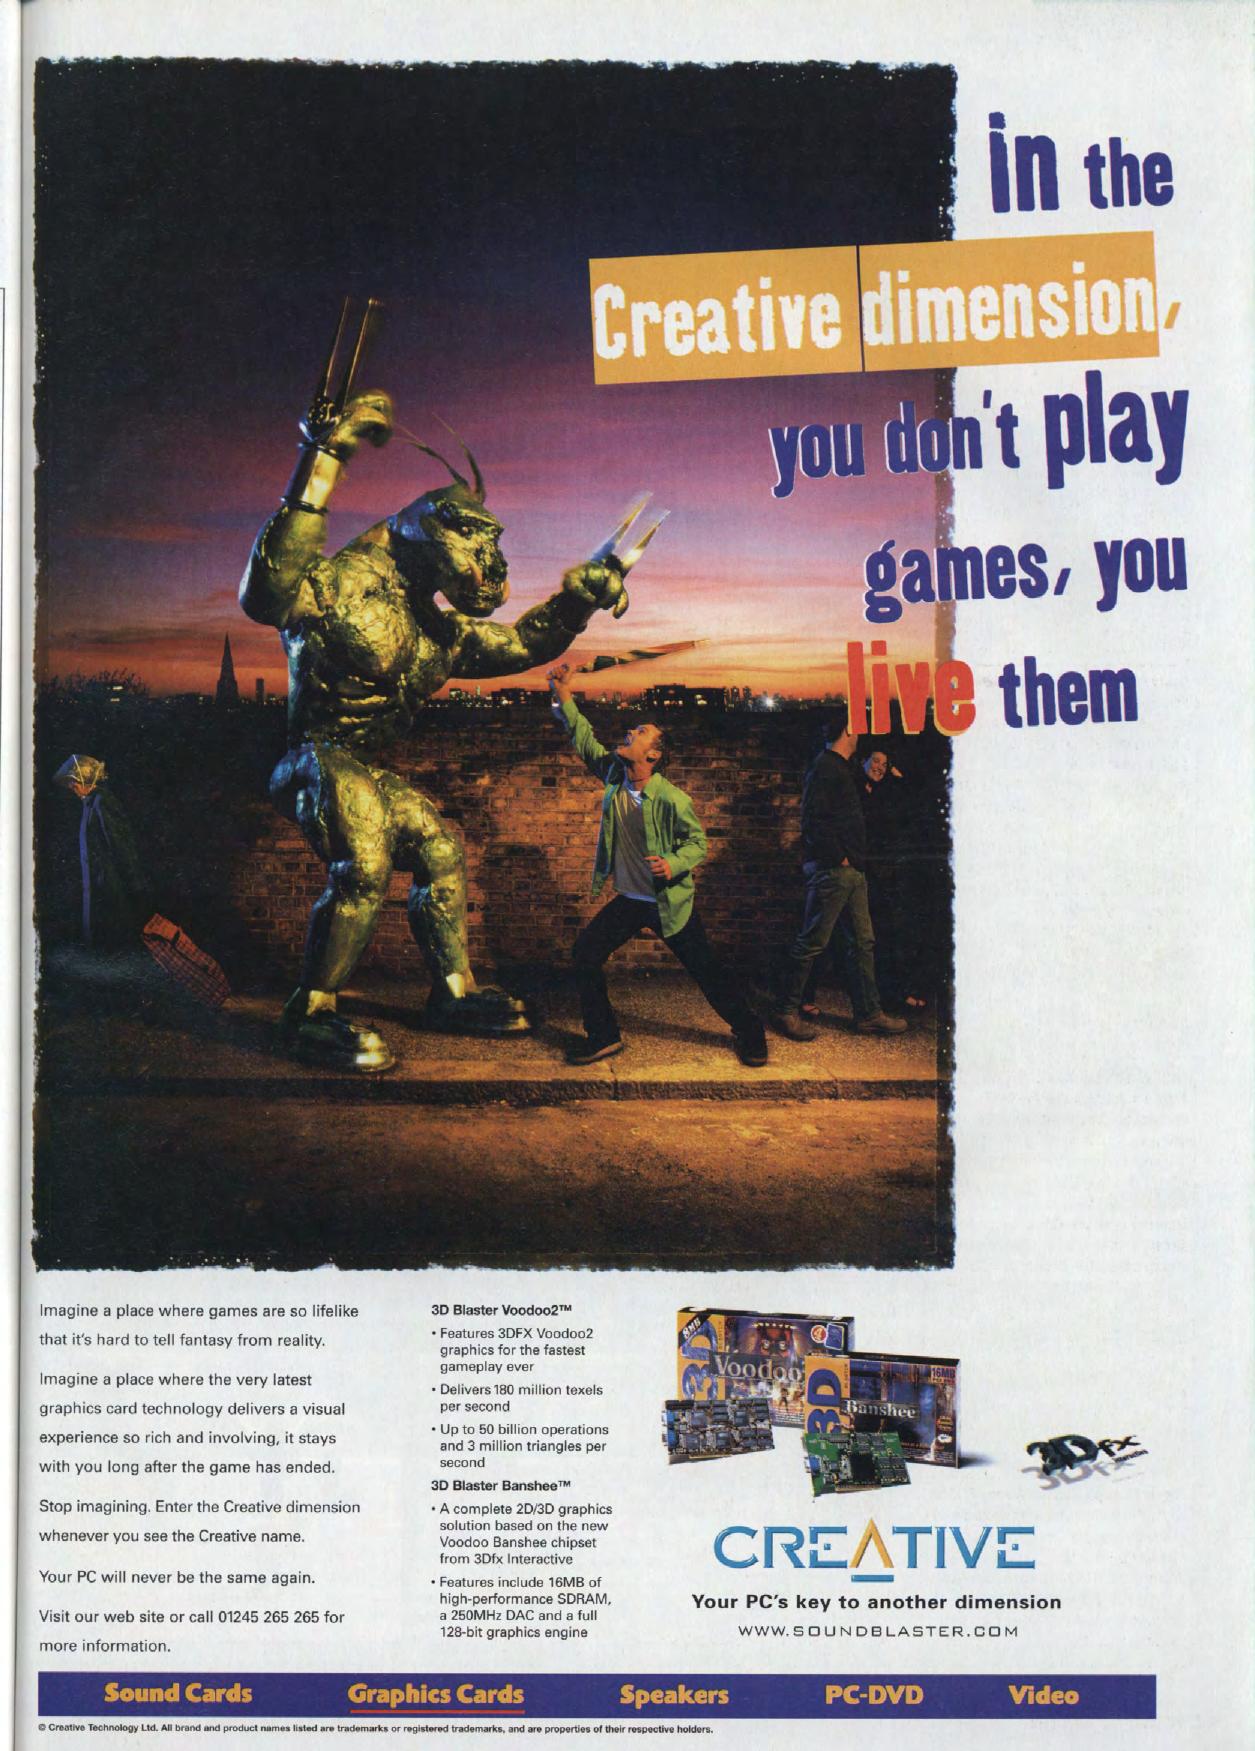 in the
Creative dimension,
you don't play
games, you
live them
Imagine a place where games are so lifelike
that it's hard to tell fantasy from reality.
Imagine a place where the very latest
graphics card technology delivers a visual
experience so rich and involving, it stays
with you long after the game has ended.
Stop imagining. Enter the Creative dimension
whenever you see the Creative name.
Your PC will never be the same again.
Visit our web site or call 01245 265 265 for
more information.
3D Blaster Voodoo2™
• Features 3DFX Voodoo2
graphics for the fastest
gameplay ever
• Delivers 180 million texels
per second
• Up to 50 billion operations
and 3 million triangles per
second
3D Blaster Banshee™
• A complete 2D/3D graphics
solution based on the new
Voodoo Banshee chipset
from 3Dfx Interactive
• Features include 16MB of
high-performance SDRAM,
a 250MHz DAC and a full
128-bit graphics engine
8MB
3D
Voodoo
3D
BLASTER
Banshee
16MB
3Dfx
interactive
CREATIVE
Your PC's key to another dimension
WWW.SOUNDBLASTER.COM
Sound Cards Graphics Cards Speakers PC-DVD Video
© Creative Technology Ltd. All brand and product names listed are trademarks or registered trademarks, and are properties of their respective holders.